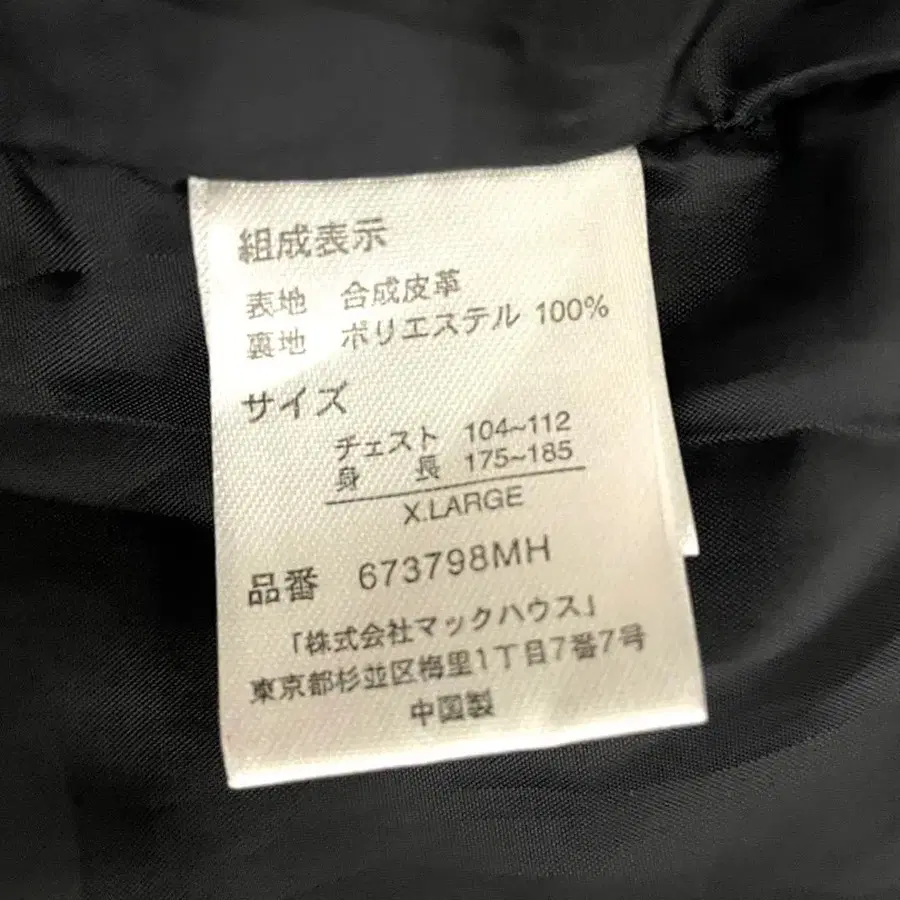 組成表示
表地 合成皮革
裏地 ポリエステル 100%
サイズ
チェスト 104~112
身長 175~185
X.LARGE
品番 673798MH
「株式会社マックハウス」
東京都杉並区梅里1丁目7番7号
中国製